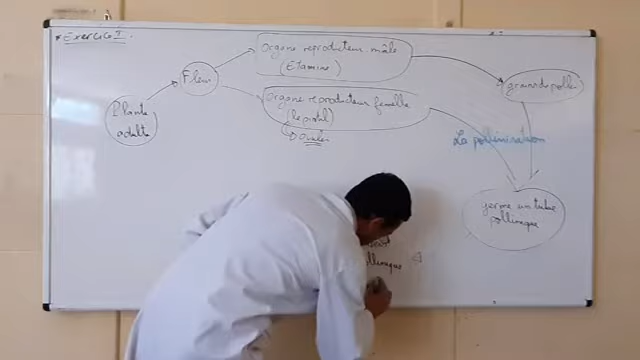 * Exercice I.
Organe reproducteur mâle
(Etamine)
Fleur
grain de pollen
Organe reproducteur femelle
(le pistil)
Ovules
Plante
adulte
La pollinisation
germe un tube
pollinique